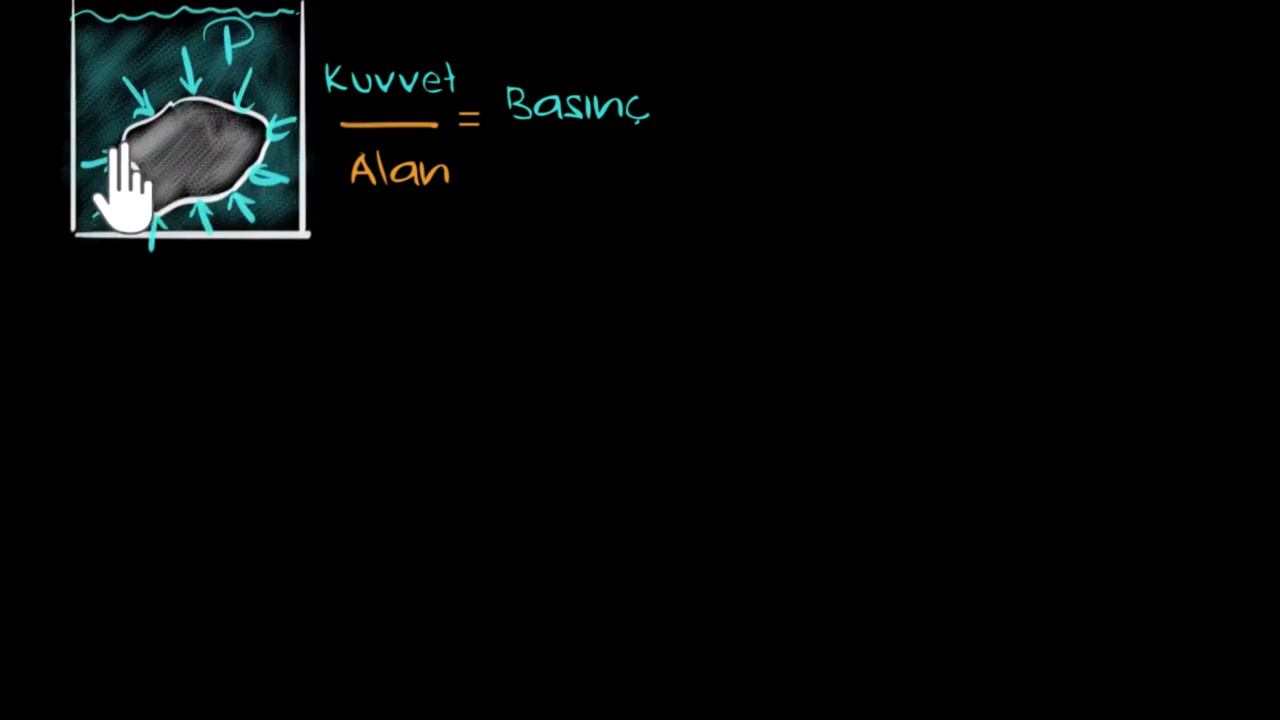 P
Kuvvet
= Basınç
Alan